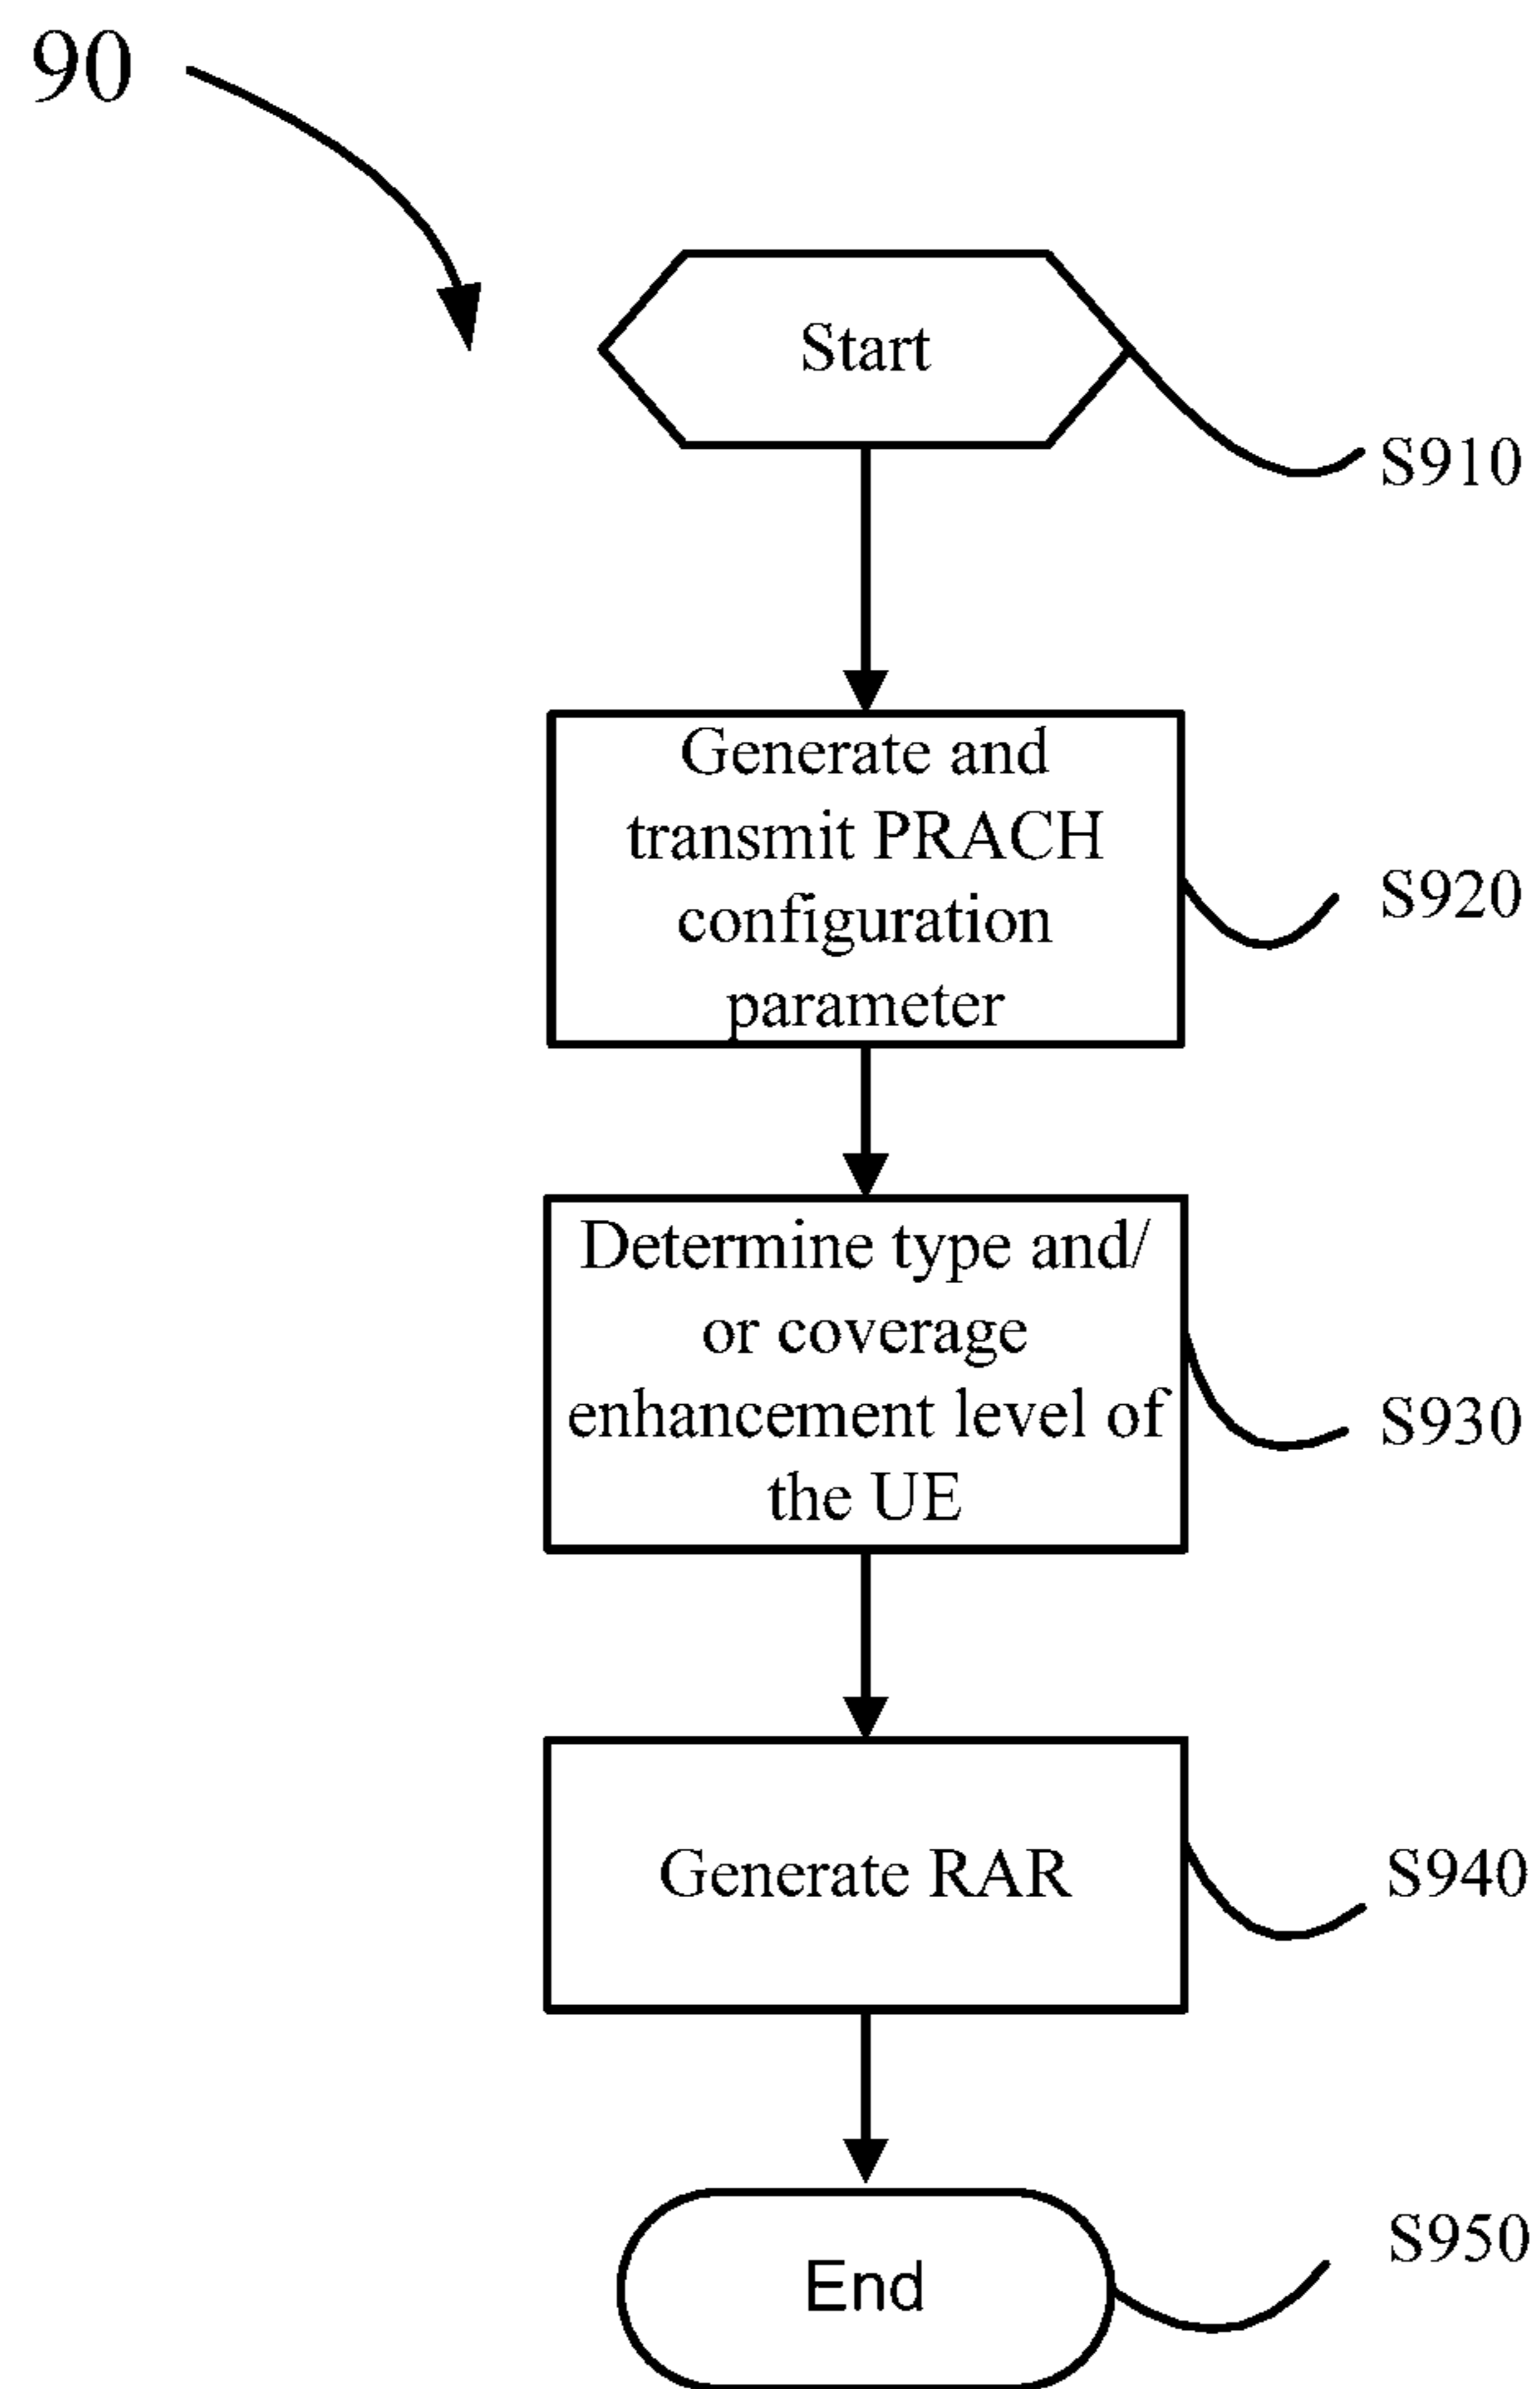 90
Start
S910
Generate and
transmit PRACH
configuration
parameter
S920
Determine type and/
or coverage
enhancement level of
the UE
S930
Generate RAR
S940
End
S950